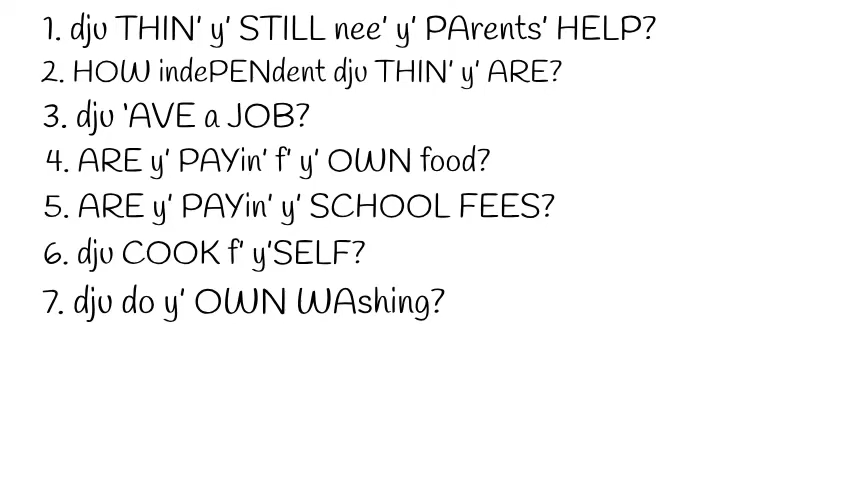 1. dju THIN' y' STILL nee' y' PArents' HELP?
2. HOW indePENdent dju THIN' y' ARE?
3. dju 'AVE a JOB?
4. ARE y' PAYin' f' y' OWN food?
5. ARE y' PAYin' y' SCHOOL FEES?
6. dju COOK f' y'SELF?
7. dju do y' OWN WAshing?